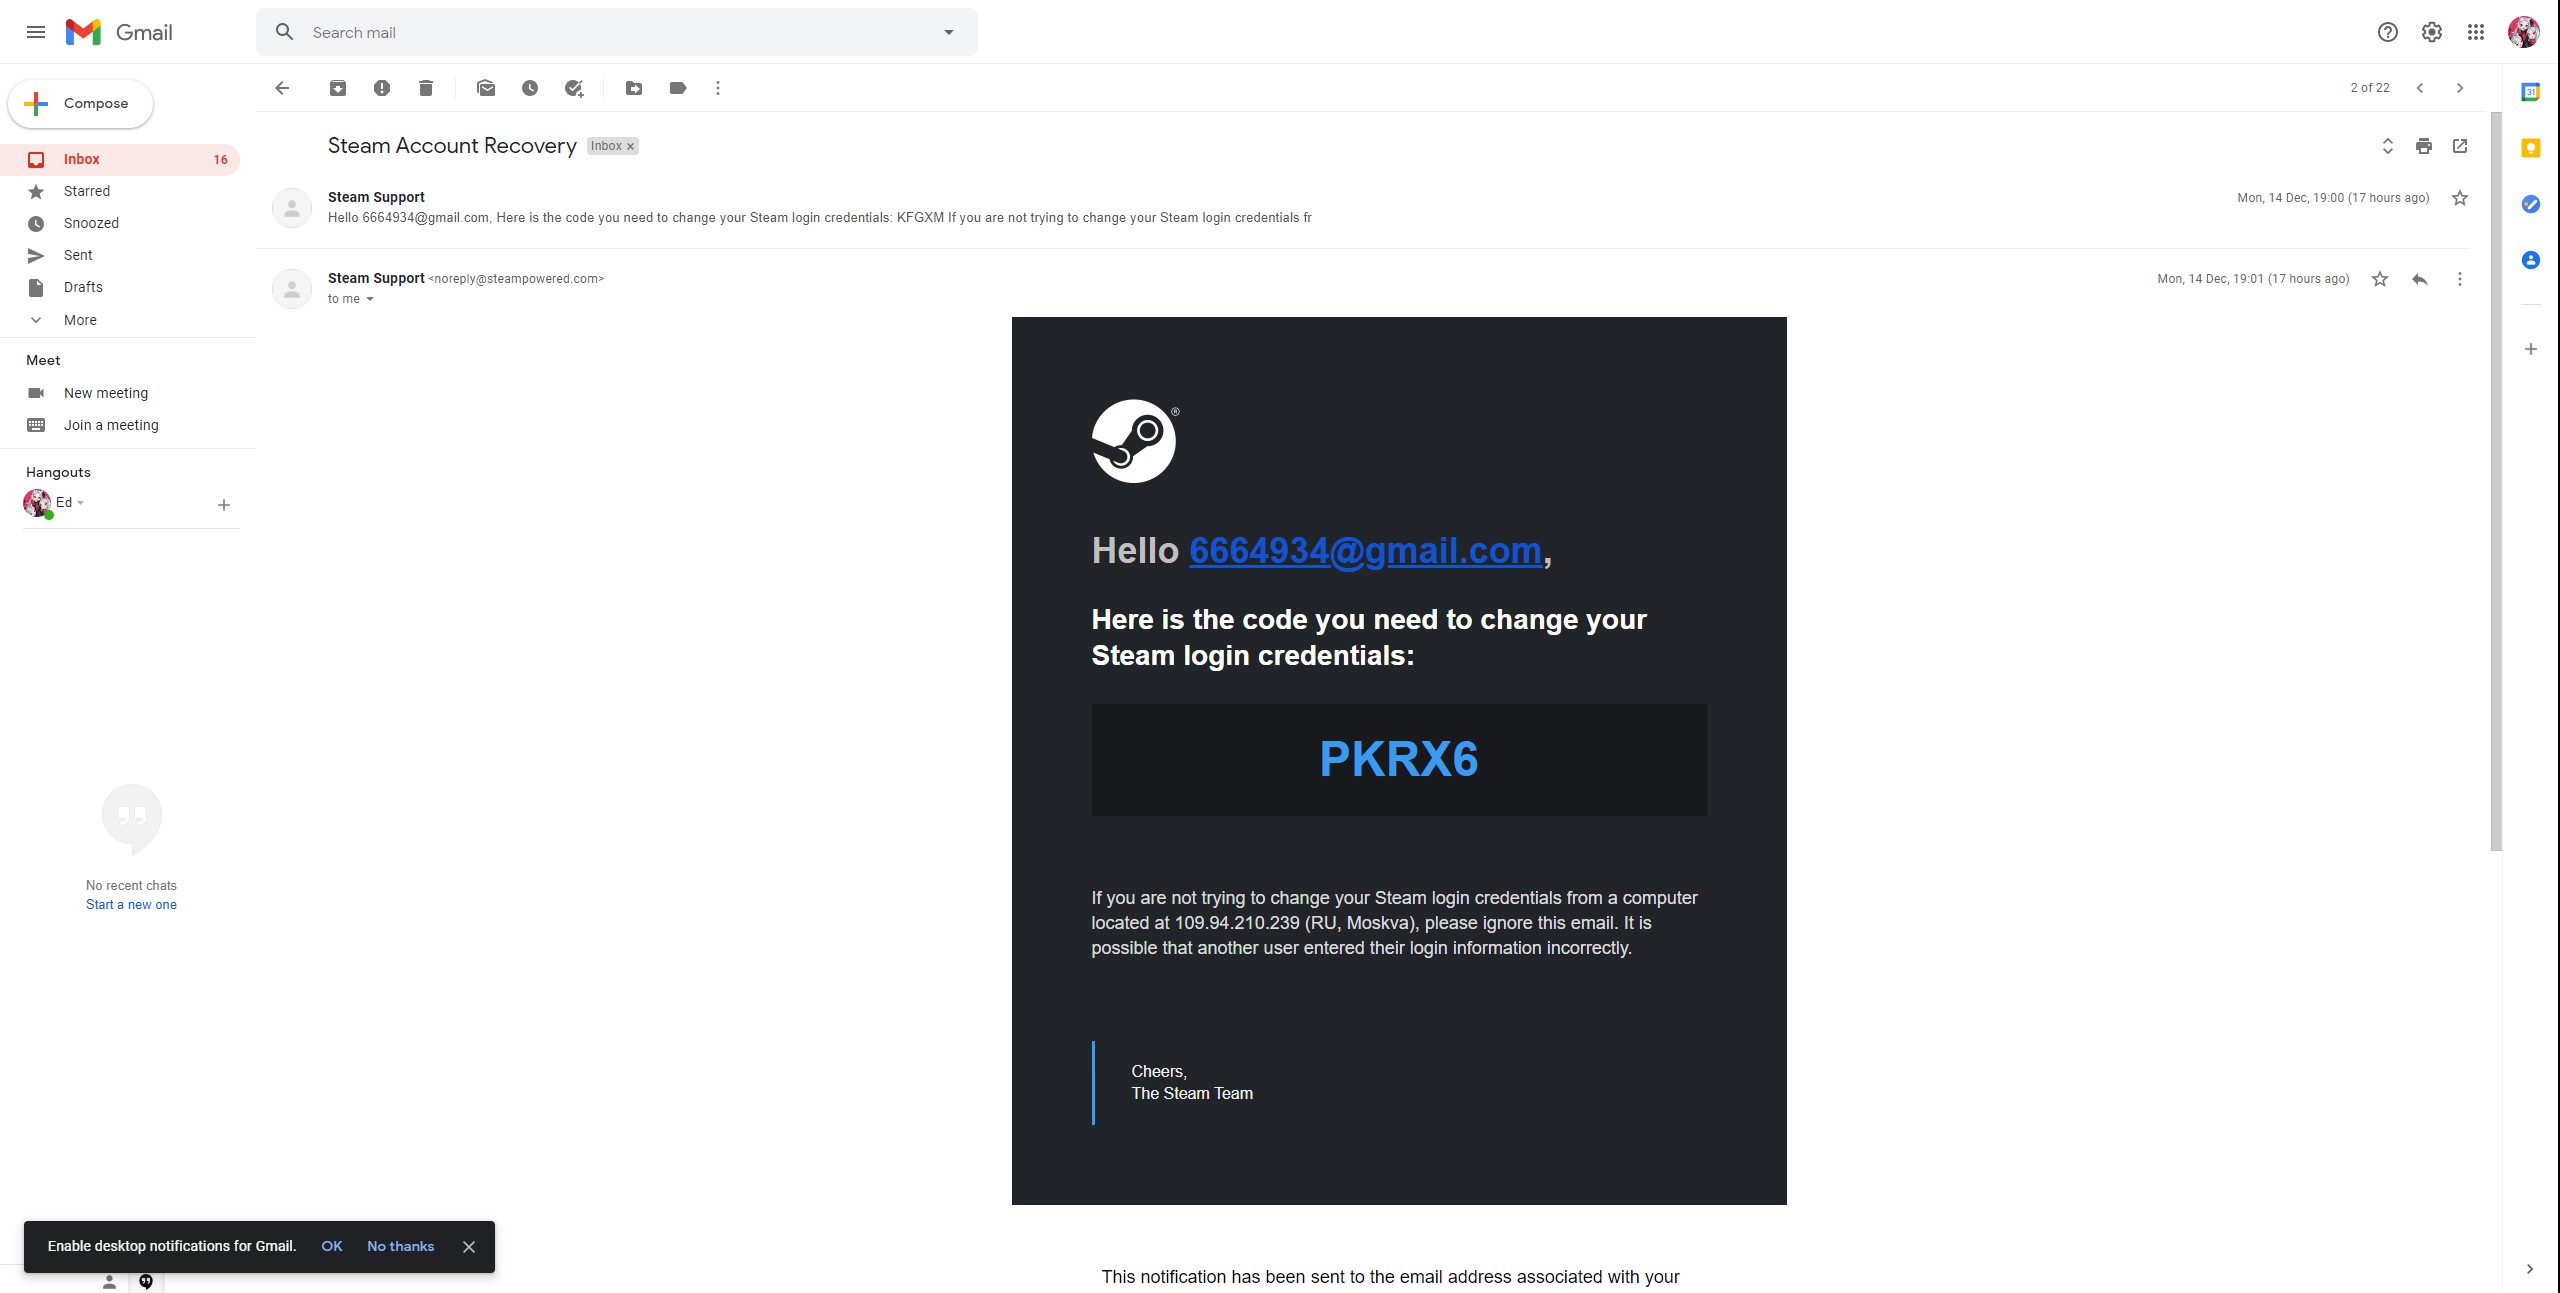 Gmail
Search mail
Compose
2 of 22
Inbox 16
Starred
Snoozed
Sent
Drafts
More
Meet
New meeting
Join a meeting
Hangouts
Ed
No recent chats
Start a new one
Steam Account Recovery Inbox ×
Steam Support Mon, 14 Dec, 19:00 (17 hours ago)
Hello 6664934@gmail.com, Here is the code you need to change your Steam login credentials: KFGXM If you are not trying to change your Steam login credentials fr
Steam Support <noreply@steampowered.com> Mon, 14 Dec, 19:01 (17 hours ago)
to me
®
Hello 6664934@gmail.com,
Here is the code you need to change your
Steam login credentials:
PKRX6
If you are not trying to change your Steam login credentials from a computer
located at 109.94.210.239 (RU, Moskva), please ignore this email. It is
possible that another user entered their login information incorrectly.
Cheers,
The Steam Team
This notification has been sent to the email address associated with your
Enable desktop notifications for Gmail. OK No thanks
31